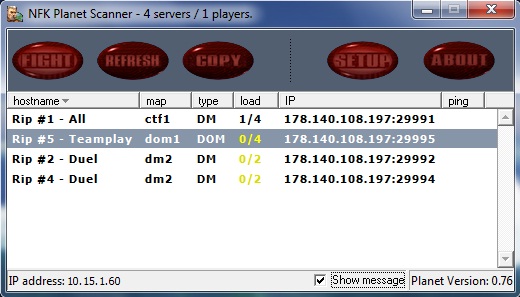 NFK Planet Scanner - 4 servers / 1 players.
FIGHT REFRESH COPY SETUP ABOUT
hostname map type load IP ping
Rip #1 - All ctf1 DM 1/4 178.140.108.197:29991
Rip #5 - Teamplay dom1 DOM 0/4 178.140.108.197:29995
Rip #2 - Duel dm2 DM 0/2 178.140.108.197:29992
Rip #4 - Duel dm2 DM 0/2 178.140.108.197:29994
IP address: 10.15.1.60 Show message Planet Version: 0.76